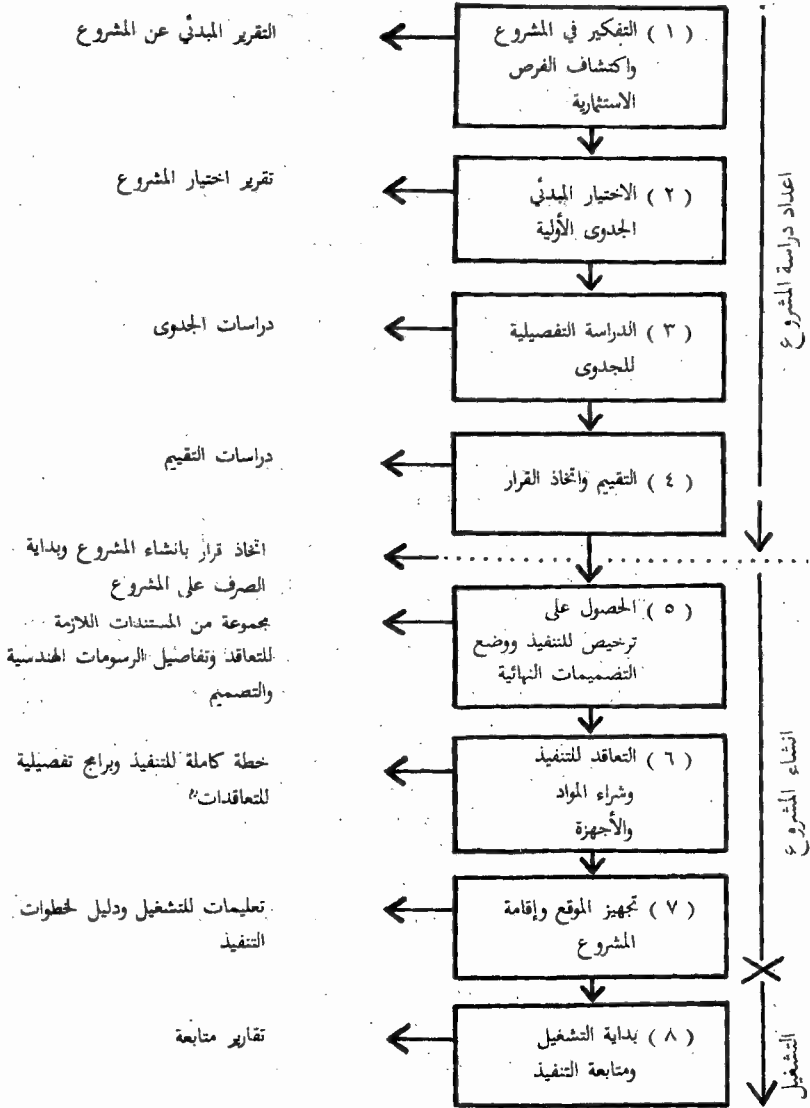 ( ١ ) التفكير في المشروع
واكتشاف الفرص
الاستثمارية
التقرير المبدئي عن المشروع
( ٢ ) الاختيار المبدئي
الجدوى الأولية
تقرير اختيار المشروع
( ٣ ) الدراسة التفصيلية
للجدوى
دراسات الجدوى
( ٤ ) التقييم واتخاذ القرار
دراسات التقييم
اعداد دراسة المشروع
اتخاذ قرار بانشاء المشروع وبداية
الصرف على المشروع
( ٥ ) الحصول على
ترخيص للتنفيذ ووضع
التصميمات النهائية
مجموعة من المستندات اللازمة
للتعاقد وتفاصيل الرسومات الهندسية
والتصميم
( ٦ ) التعاقد للتنفيذ
وشراء المواد
والأجهزة
خطة كاملة للتنفيذ وبرامج تفصيلية
للتعاقدات
( ٧ ) تجهيز الموقع وإقامة
المشروع
تعليمات للتشغيل ودليل لخطوات
التنفيذ
انشاء المشروع
( ٨ ) بداية التشغيل
ومتابعة التنفيذ
تقارير متابعة
التشغيل